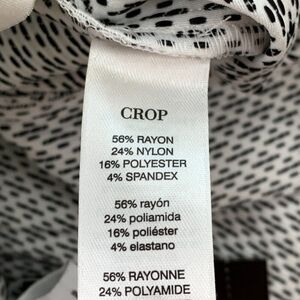 CROP
56% RAYON
24% NYLON
16% POLYESTER
4% SPANDEX
56% rayón
24% poliamida
16% poliéster
4% elastano
56% RAYONNE
24% POLYAMIDE